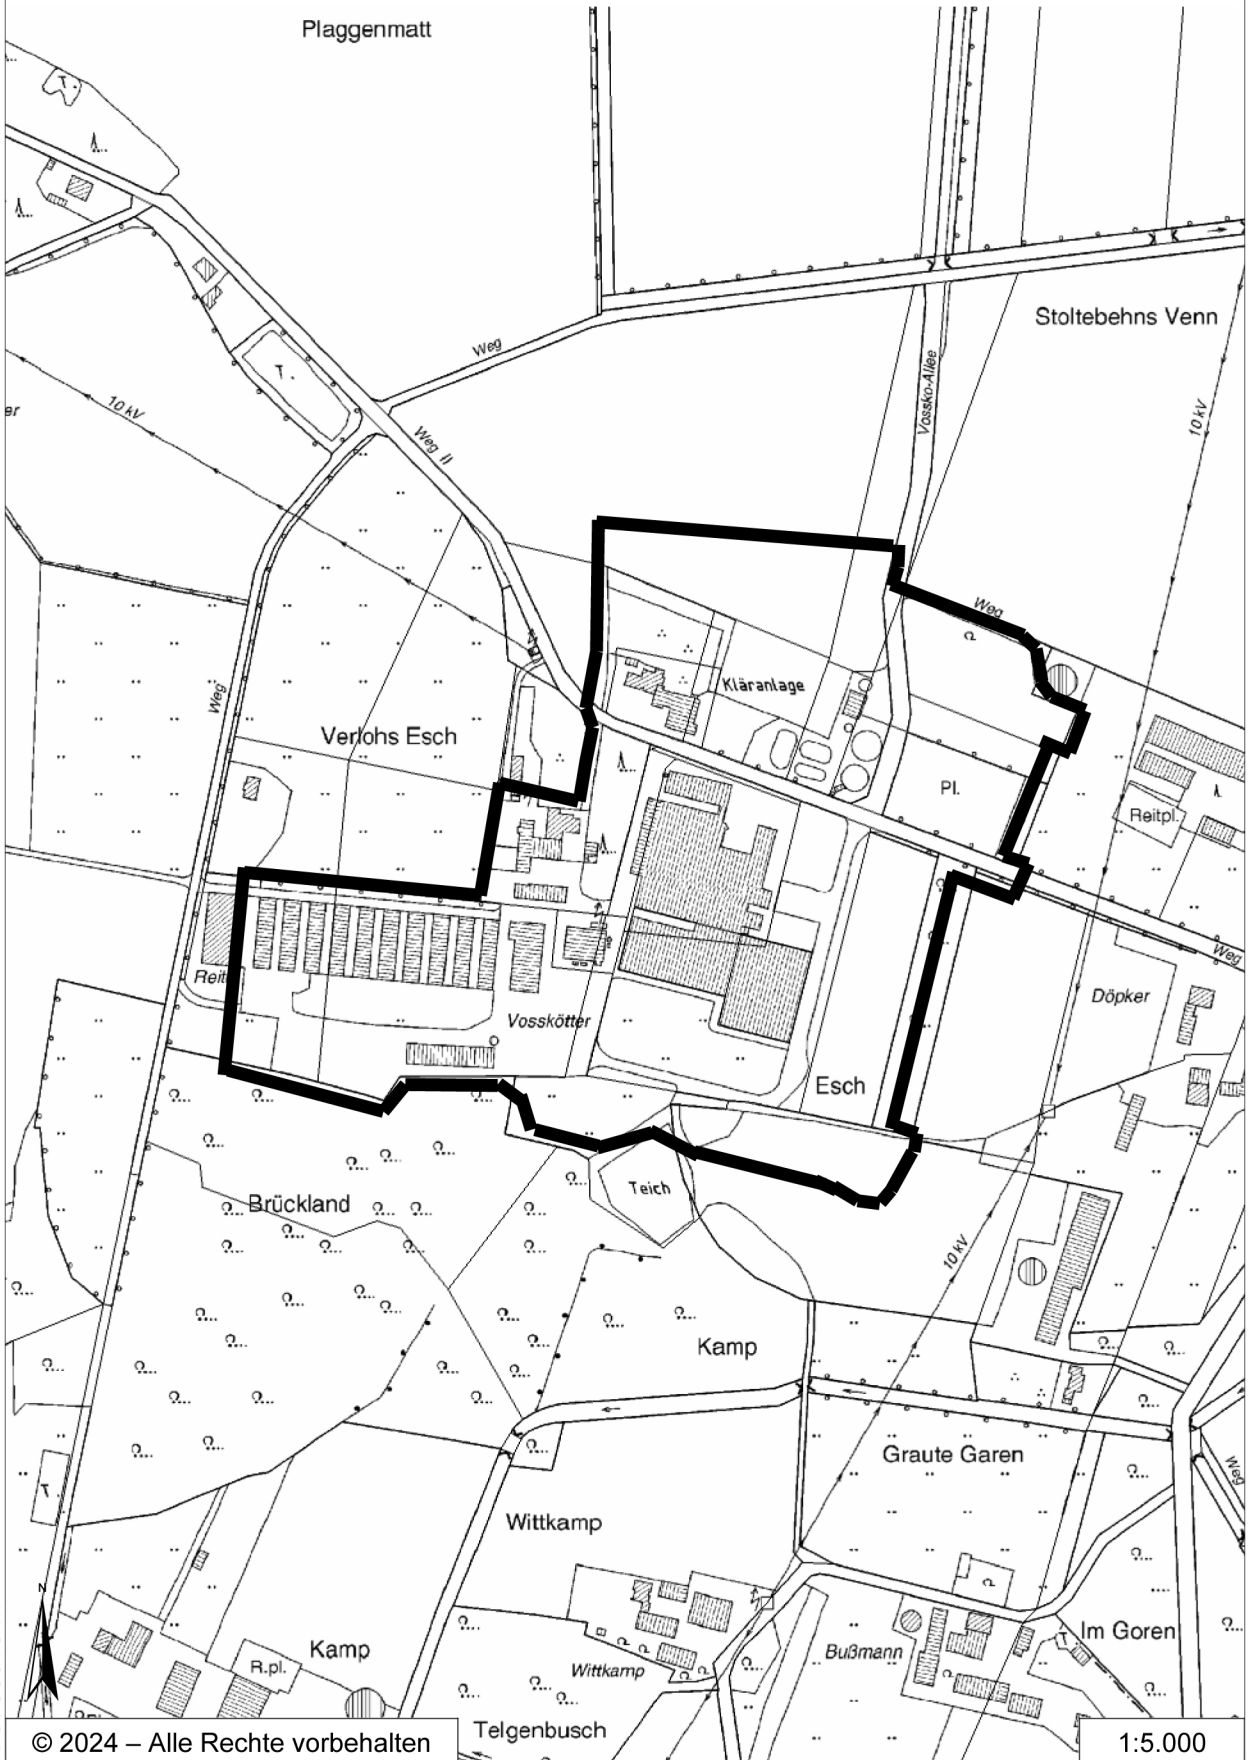 Plaggenmatt
T.
Stoltebehns Venn
Weg
Vossko-Allee
T.
10 kV
10 kV
er
Weg II
Weg
Weg
Kläranlage
Verlohs Esch
Pl.
Reitpl.
Reit
Weg
Vosskötter
Döpker
Esch
Teich
Brückland
10 kV
Kamp
Graute Garen
Weg
T.
Wittkamp
N
Kamp
R.pl.
Wittkamp
Bußmann
Im Goren
T
Telgenbusch
© 2024 – Alle Rechte vorbehalten
1:5.000